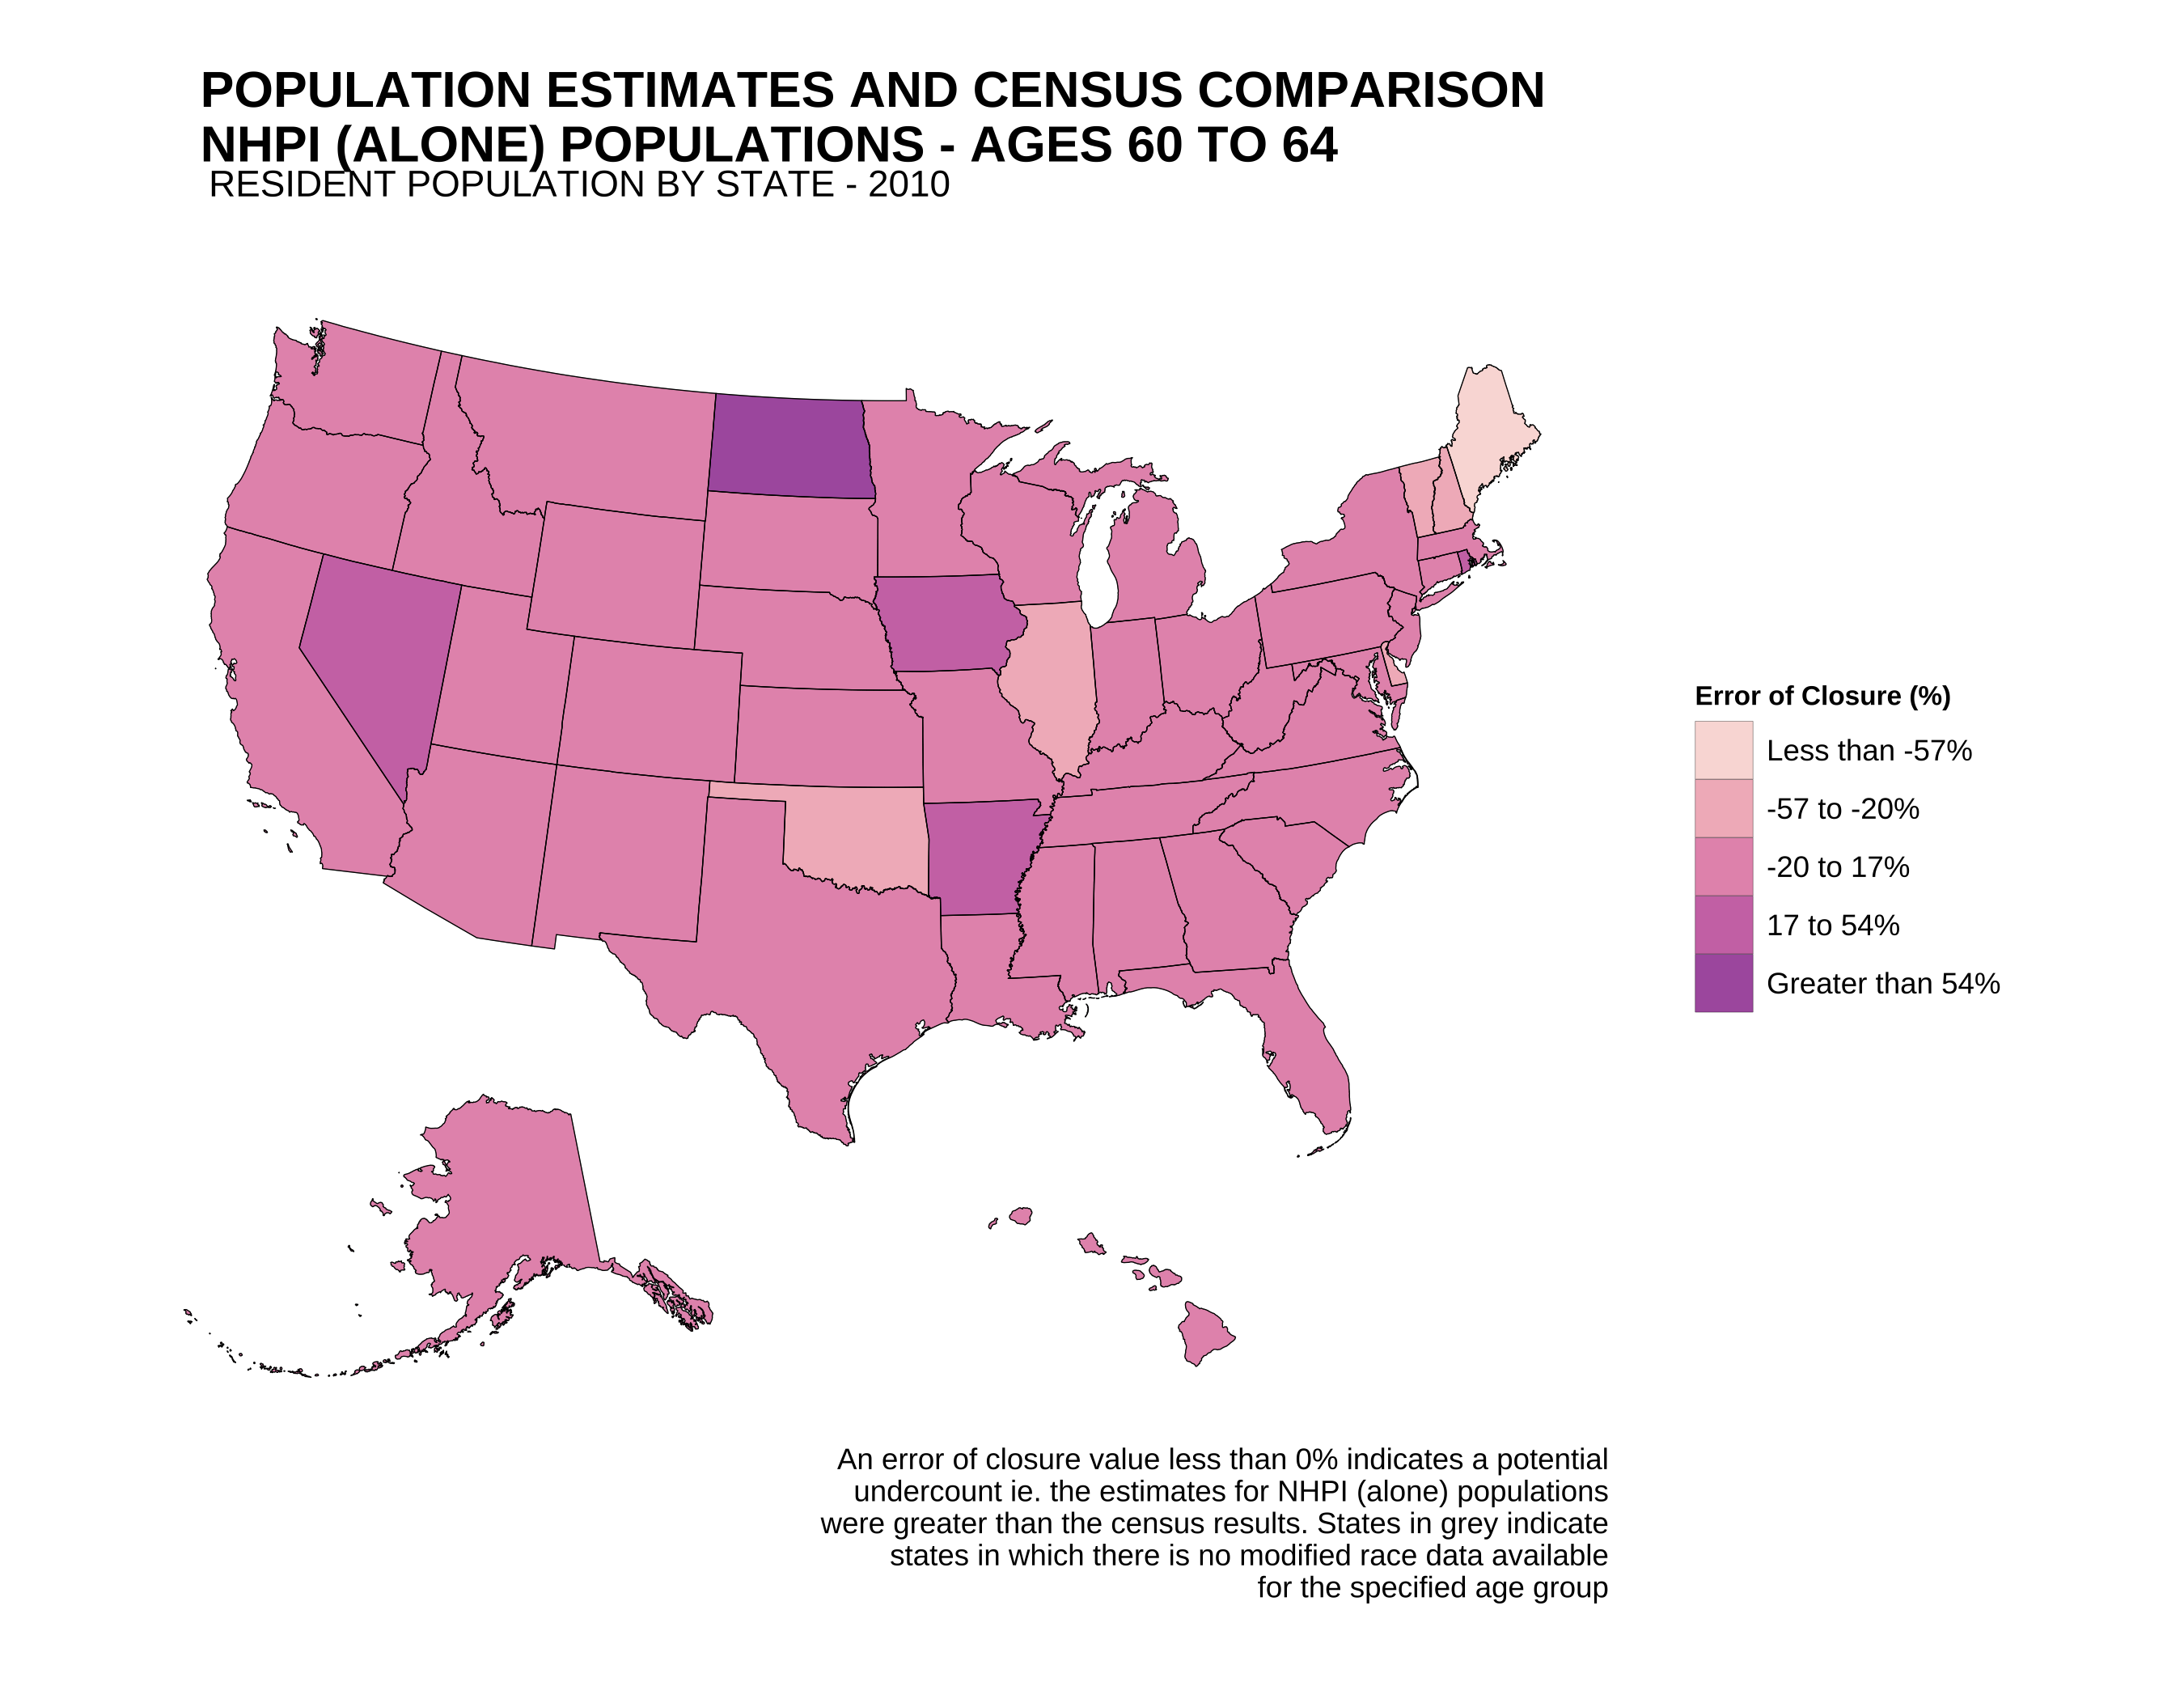 POPULATION ESTIMATES AND CENSUS COMPARISON
NHPI (ALONE) POPULATIONS - AGES 60 TO 64
RESIDENT POPULATION BY STATE - 2010
Error of Closure (%)
Less than -57%
-57 to -20%
-20 to 17%
17 to 54%
Greater than 54%
An error of closure value less than 0% indicates a potential
undercount ie. the estimates for NHPI (alone) populations
were greater than the census results. States in grey indicate
states in which there is no modified race data available
for the specified age group